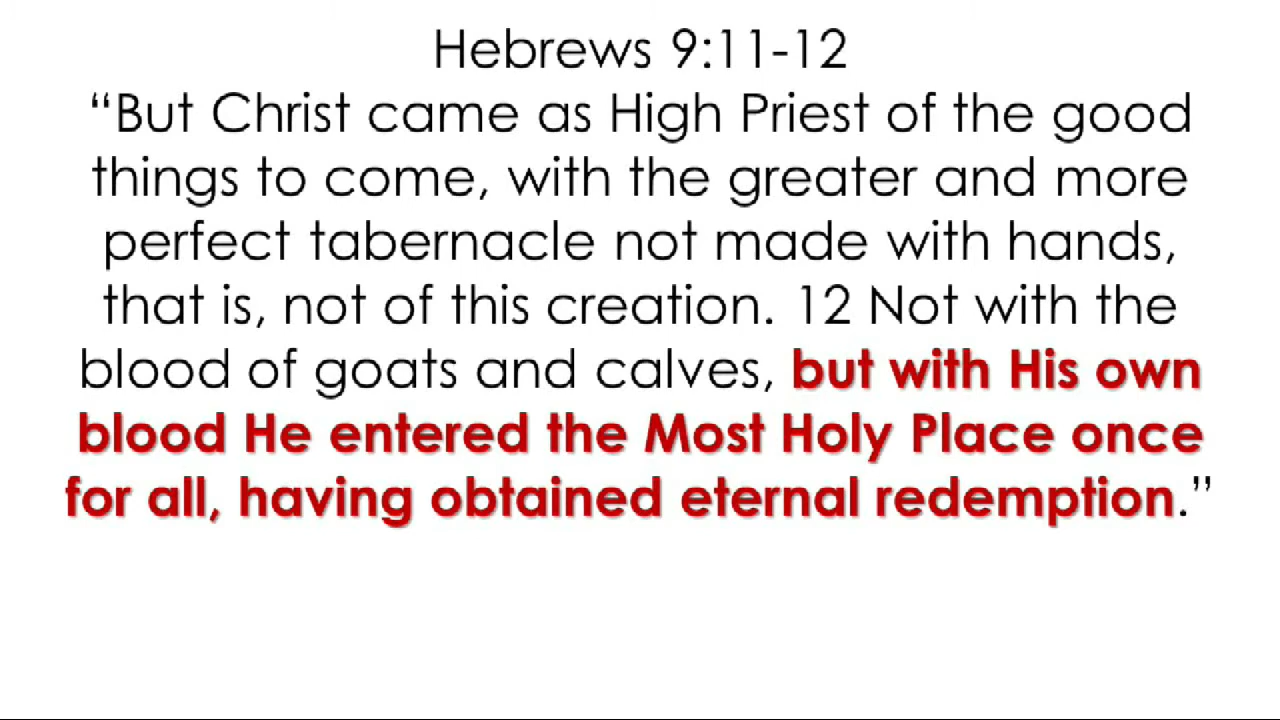 Hebrews 9:11-12
“But Christ came as High Priest of the good
things to come, with the greater and more
perfect tabernacle not made with hands,
that is, not of this creation. 12 Not with the
blood of goats and calves, but with His own
blood He entered the Most Holy Place once
for all, having obtained eternal redemption.”